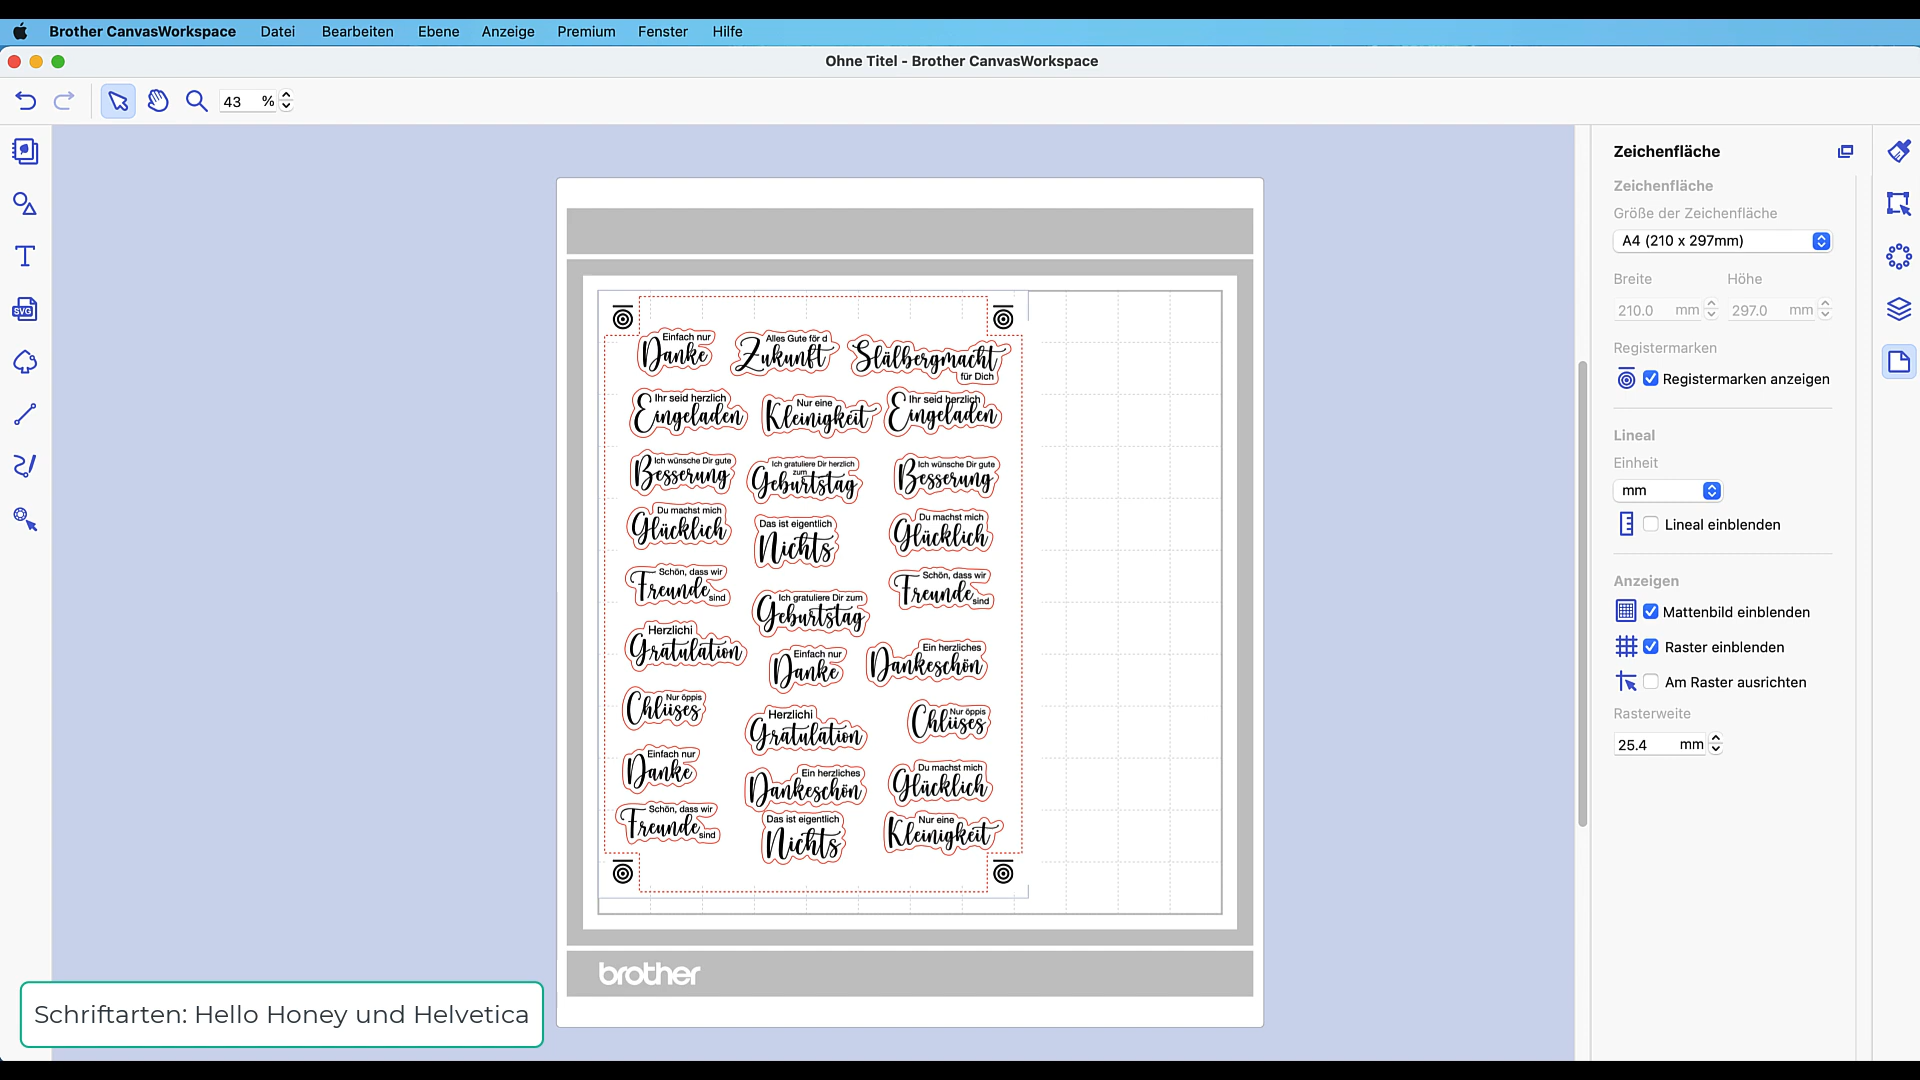 Brother CanvasWorkspace Datei Bearbeiten Ebene Anzeige Premium Fenster Hilfe
Ohne Titel - Brother CanvasWorkspace
43 %
SVG
Einfach nur
Danke
Alles Gute för d
Zukunft
Slälbergmacht
für Dich
Ihr seid herzlich
Eingeladen
Nur eine
Kleinigkeit
Ihr seid herzlich
Eingeladen
Ich wünsche Dir gute
Besserung
Ich gratuliere Dir herzlich
zum
Geburtstag
Ich wünsche Dir gute
Besserung
Du machst mich
Glücklich
Das ist eigentlich
Nichts
Du machst mich
Glücklich
Schön, dass wir
Freunde sind
Ich gratuliere Dir zum
Geburtstag
Schön, dass wir
Freunde sind
Herzlichi
Gratulation
Einfach nur
Danke
Ein herzliches
Dankeschön
Nur öppis
Chliises
Herzlichi
Gratulation
Nur öppis
Chliises
Einfach nur
Danke
Ein herzliches
Dankeschön
Du machst mich
Glücklich
Schön, dass wir
Freunde sind
Das ist eigentlich
Nichts
Nur eine
Kleinigkeit
brother
Schriftarten: Hello Honey und Helvetica
Zeichenfläche
Zeichenfläche
Größe der Zeichenfläche
A4 (210 x 297mm)
Breite Höhe
210.0 mm 297.0 mm
Registermarken
Registermarken anzeigen
Lineal
Einheit
mm
Lineal einblenden
Anzeigen
Mattenbild einblenden
Raster einblenden
Am Raster ausrichten
Rasterweite
25.4 mm